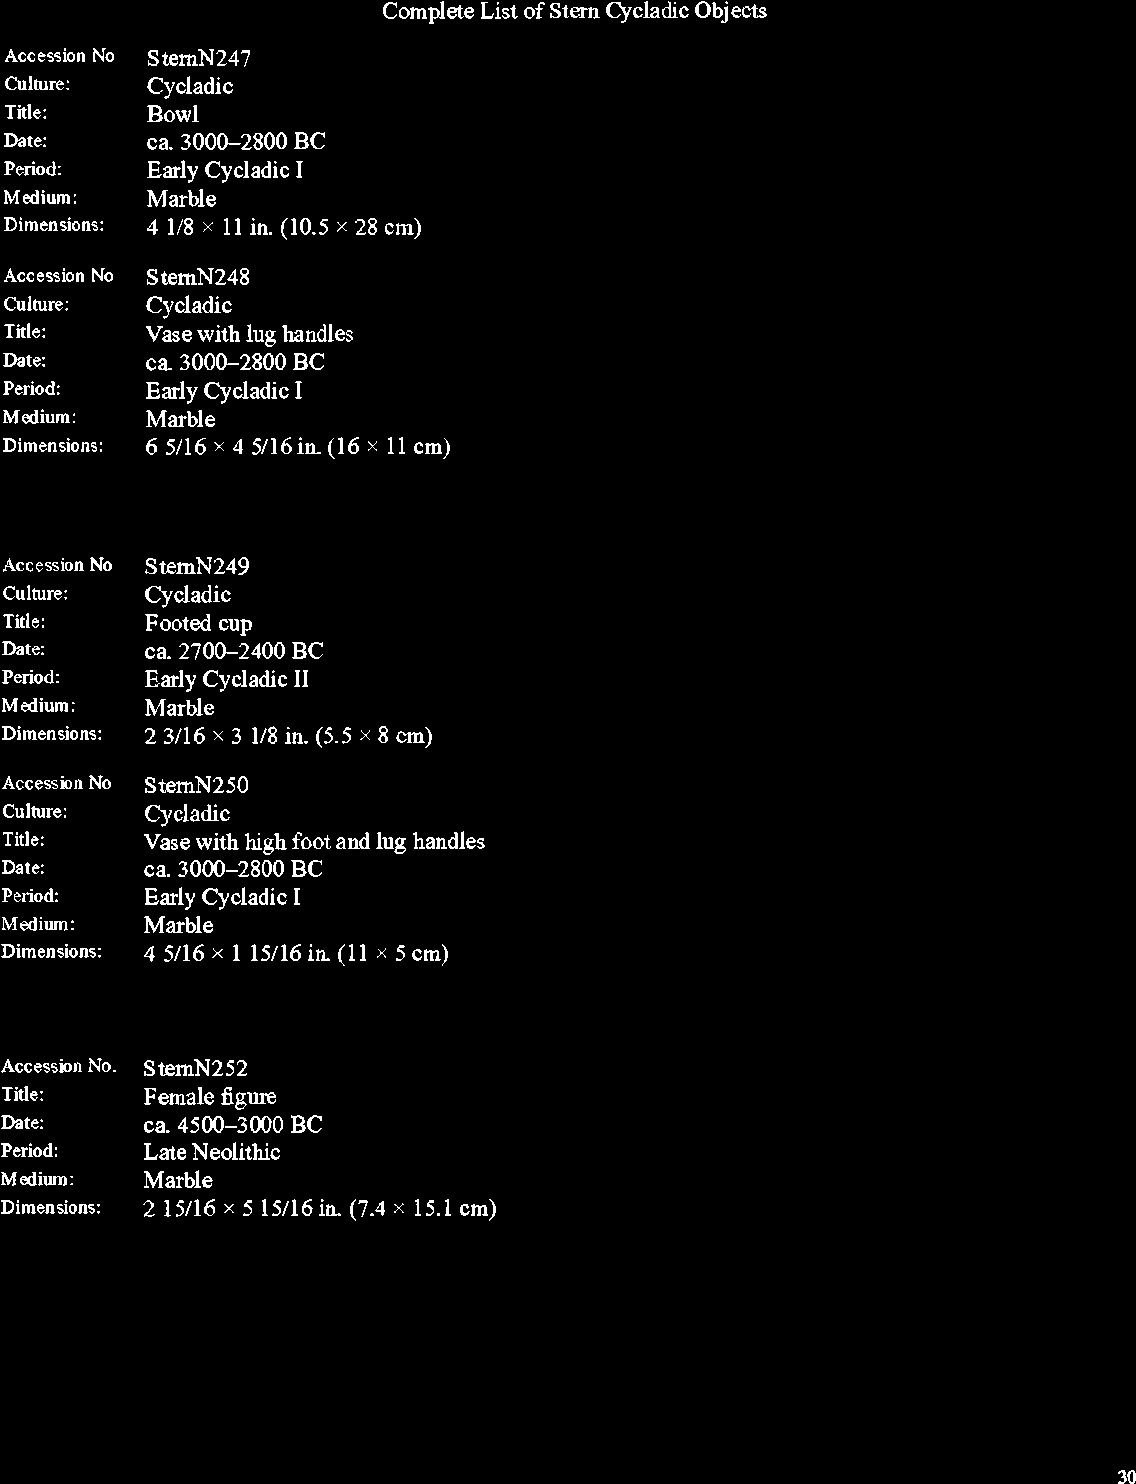 Complete List of Stern Cycladic Objects
Accession No SternN247
Culture: Cycladic
Title: Bowl
Date: ca. 3000–2800 BC
Period: Early Cycladic I
Medium: Marble
Dimensions: 4 1/8 × 11 in. (10.5 × 28 cm)
Accession No SternN248
Culture: Cycladic
Title: Vase with lug handles
Date: ca. 3000–2800 BC
Period: Early Cycladic I
Medium: Marble
Dimensions: 6 5/16 × 4 5/16 in. (16 × 11 cm)
Accession No SternN249
Culture: Cycladic
Title: Footed cup
Date: ca. 2700–2400 BC
Period: Early Cycladic II
Medium: Marble
Dimensions: 2 3/16 × 3 1/8 in. (5.5 × 8 cm)
Accession No SternN250
Culture: Cycladic
Title: Vase with high foot and lug handles
Date: ca. 3000–2800 BC
Period: Early Cycladic I
Medium: Marble
Dimensions: 4 5/16 × 1 15/16 in. (11 × 5 cm)
Accession No. SternN252
Title: Female figure
Date: ca. 4500–3000 BC
Period: Late Neolithic
Medium: Marble
Dimensions: 2 15/16 × 5 15/16 in. (7.4 × 15.1 cm)
30